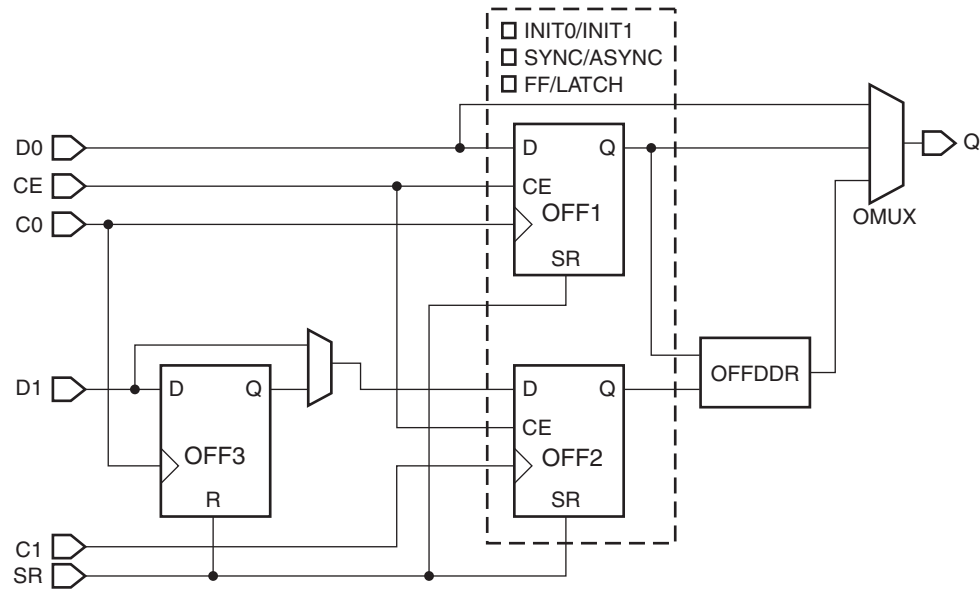 INIT0/INIT1
SYNC/ASYNC
FF/LATCH
D0
D
Q
Q
CE
CE
C0
OFF1
OMUX
SR
D1
D
Q
D
Q
OFFDDR
CE
OFF3
OFF2
R
SR
C1
SR